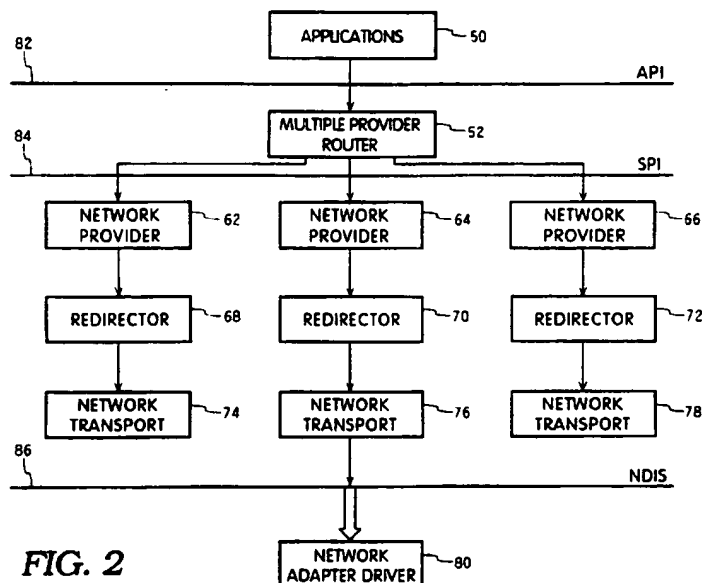 APPLICATIONS
50
82
API
MULTIPLE PROVIDER
ROUTER
52
84
SPI
NETWORK
PROVIDER
62
NETWORK
PROVIDER
64
NETWORK
PROVIDER
66
REDIRECTOR
68
REDIRECTOR
70
REDIRECTOR
72
NETWORK
TRANSPORT
74
NETWORK
TRANSPORT
76
NETWORK
TRANSPORT
78
86
NDIS
FIG. 2
NETWORK
ADAPTER DRIVER
80